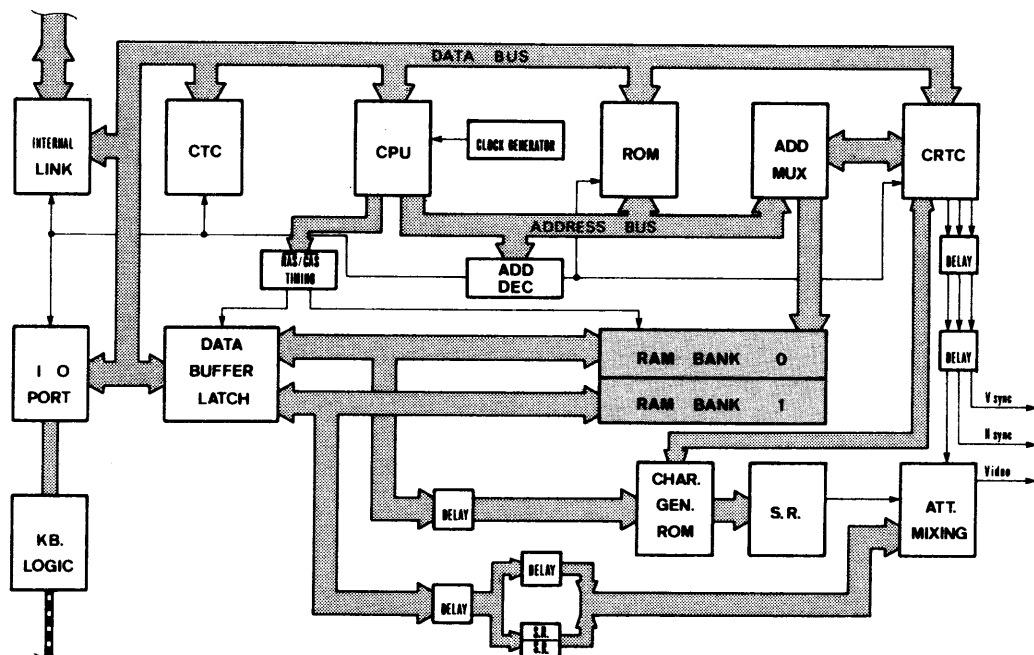 DATA BUS
INTERNAL
LINK
CTC
CPU
CLOCK GENERATOR
ROM
ADD
MUX
CRTC
ADDRESS BUS
RAS/CAS
TIMING
ADD
DEC
DELAY
I O
PORT
DATA
BUFFER
LATCH
RAM BANK 0
RAM BANK 1
DELAY
V sync
H sync
Video
KB.
LOGIC
DELAY
CHAR.
GEN.
ROM
S.R.
ATT.
MIXING
DELAY
DELAY
S.R.
S.R.